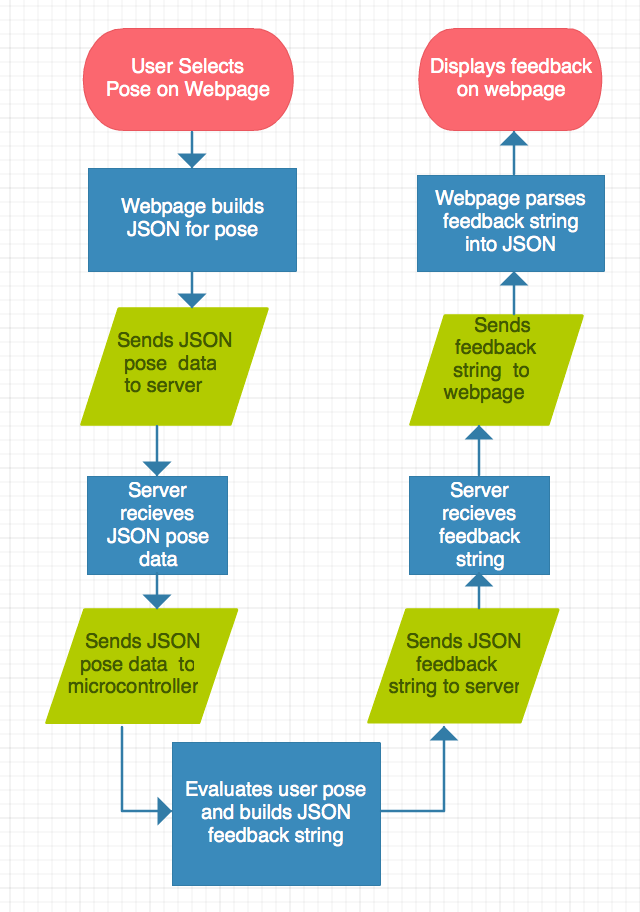 User Selects
Pose on Webpage
Webpage builds
JSON for pose
Sends JSON
pose data
to server
Server
recieves
JSON pose
data
Sends JSON
pose data to
microcontroller
Evaluates user pose
and builds JSON
feedback string
Sends JSON
feedback
string to server
Server
recieves
feedback
string
Sends
feedback
string to
webpage
Webpage parses
feedback string
into JSON
Displays feedback
on webpage